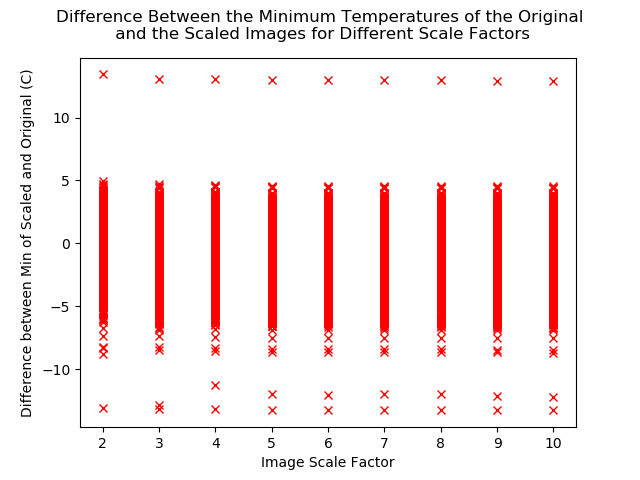 Difference Between the Minimum Temperatures of the Original
and the Scaled Images for Different Scale Factors
Difference between Min of Scaled and Original (C)
10
5
0
−5
−10
2 3 4 5 6 7 8 9 10
Image Scale Factor